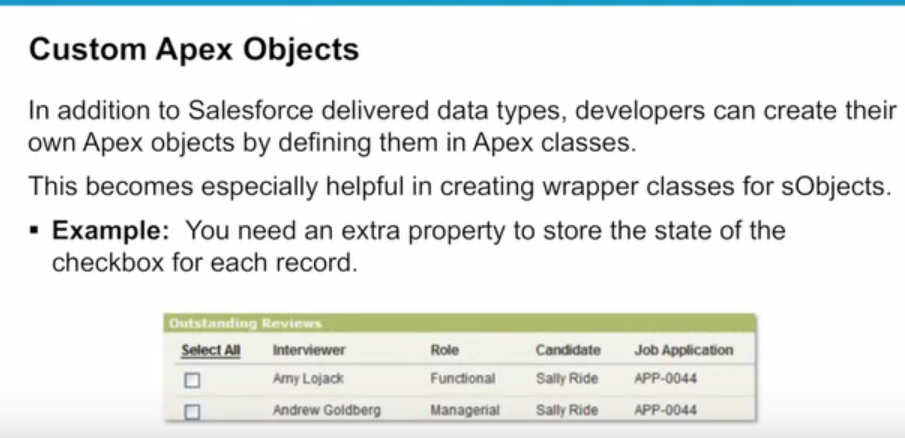 Custom Apex Objects
In addition to Salesforce delivered data types, developers can create their
own Apex objects by defining them in Apex classes.
This becomes especially helpful in creating wrapper classes for sObjects.
▪ Example: You need an extra property to store the state of the
checkbox for each record.
Outstanding Reviews
Select All Interviewer Role Candidate Job Application
Amy Lojack Functional Sally Ride APP-0044
Andrew Goldberg Managerial Sally Ride APP-0044